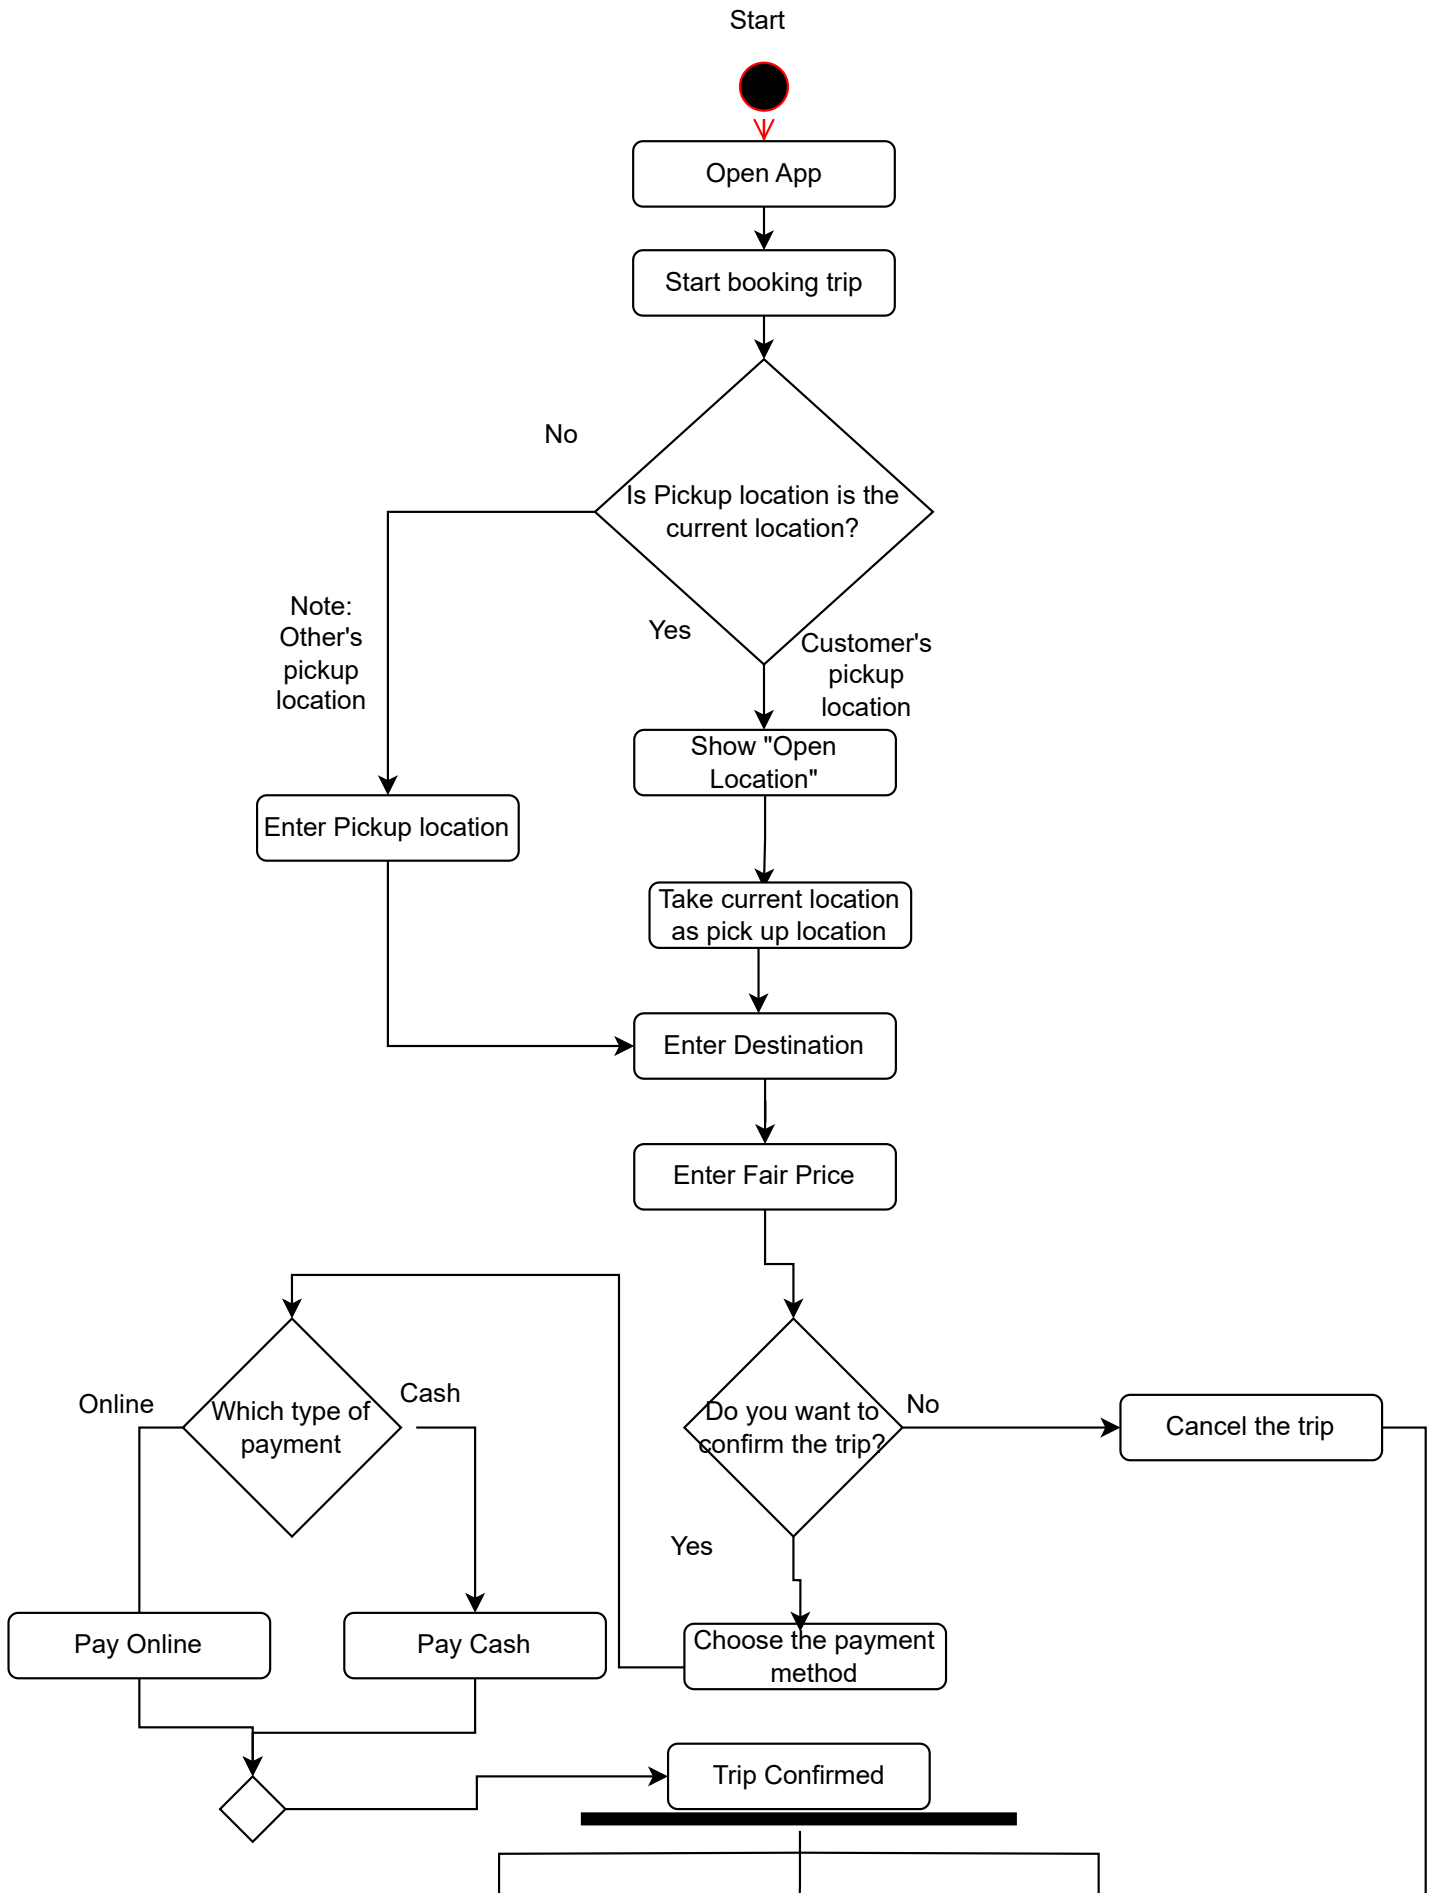 Start
Open App
Start booking trip
No
Is Pickup location is the
current location?
Note:
Other's
pickup
location
Yes
Customer's
pickup
location
Show "Open
Location"
Enter Pickup location
Take current location
as pick up location
Enter Destination
Enter Fair Price
Online
Which type of
payment
Cash
Do you want to
confirm the trip?
No
Cancel the trip
Yes
Pay Online
Pay Cash
Choose the payment
method
Trip Confirmed